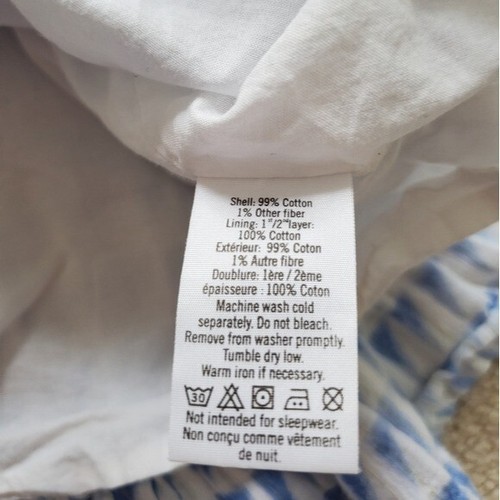 Shell: 99% Cotton
1% Other fiber
Lining: 1st/2nd layer:
100% Cotton
Extérieur: 99% Coton
1% Autre fibre
Doublure: 1ère / 2ème
épaisseure : 100% Coton
Machine wash cold
separately. Do not bleach.
Remove from washer promptly.
Tumble dry low.
Warm iron if necessary.
30
Not intended for sleepwear.
Non conçu comme vêtement
de nuit.